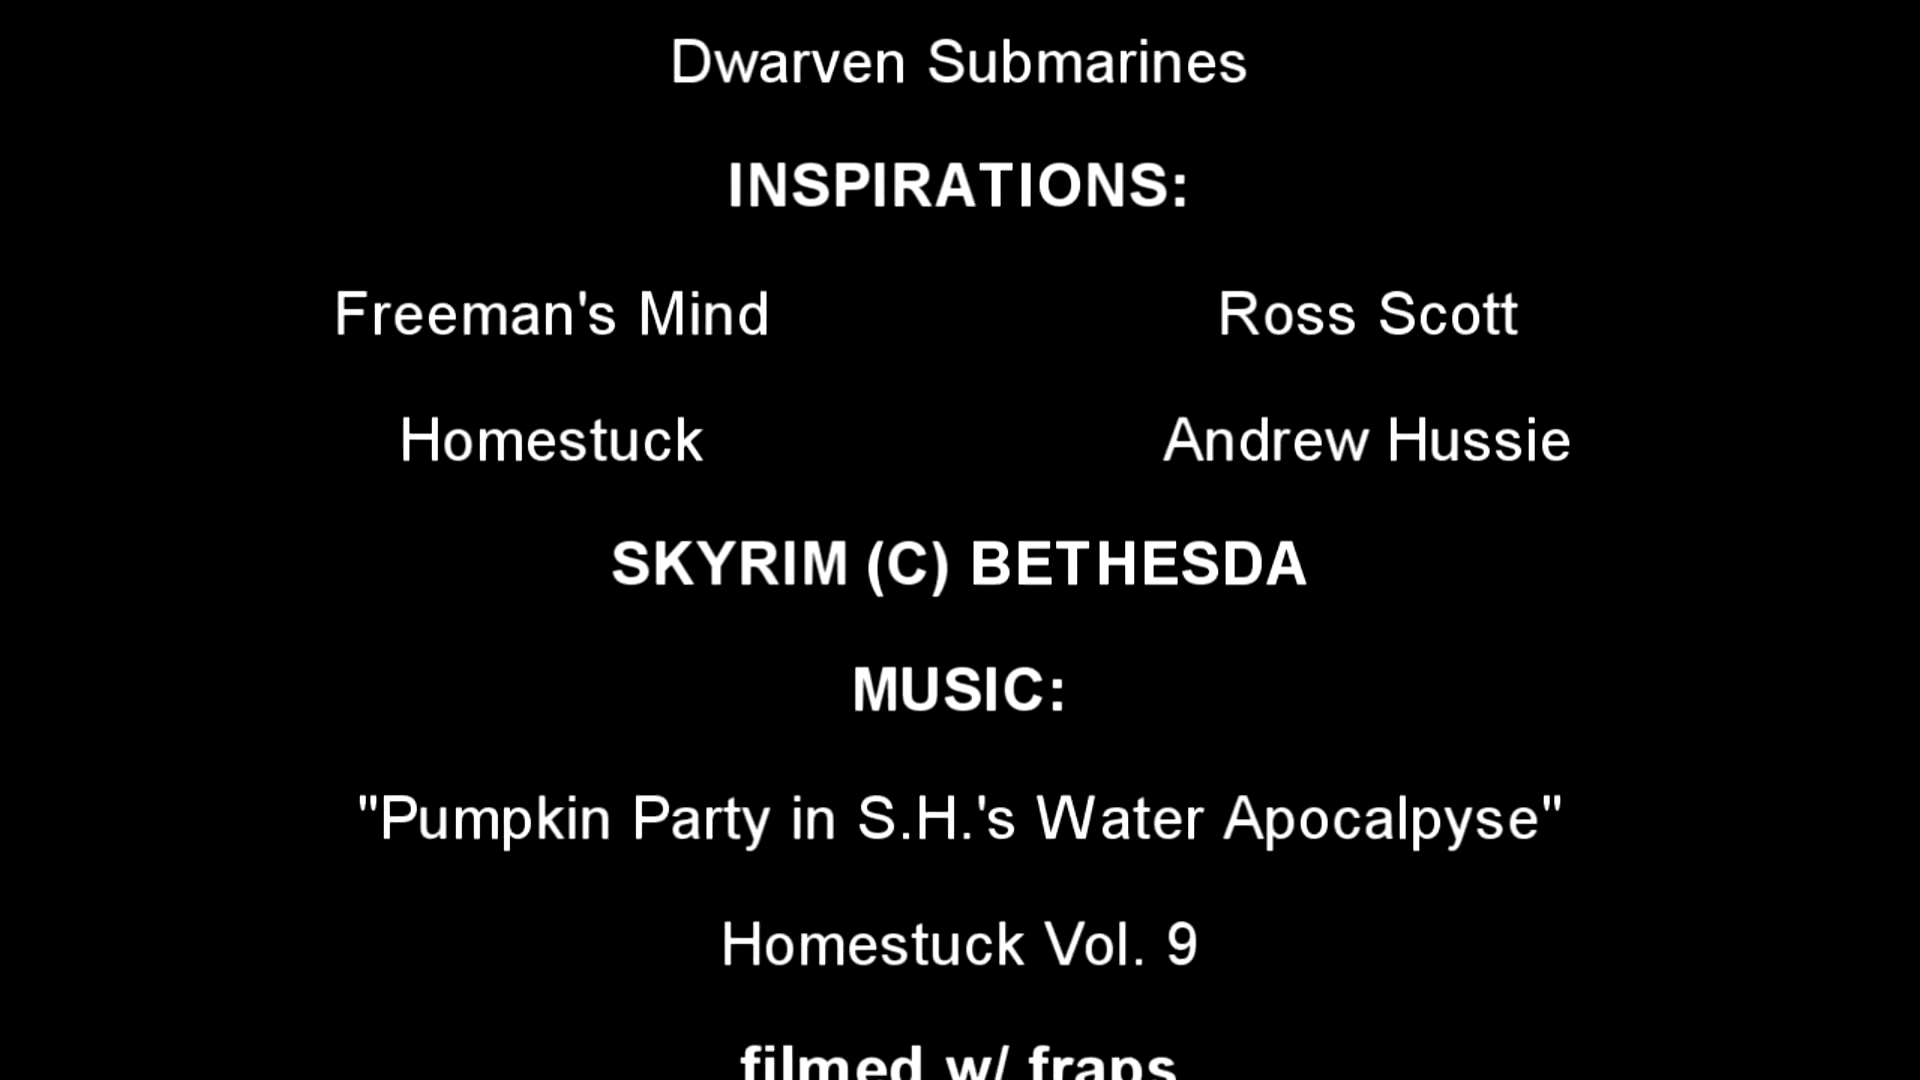 Dwarven Submarines
INSPIRATIONS:
Freeman's Mind Ross Scott
Homestuck Andrew Hussie
SKYRIM (C) BETHESDA
MUSIC:
"Pumpkin Party in S.H.'s Water Apocalpyse"
Homestuck Vol. 9
filmed w/ fraps